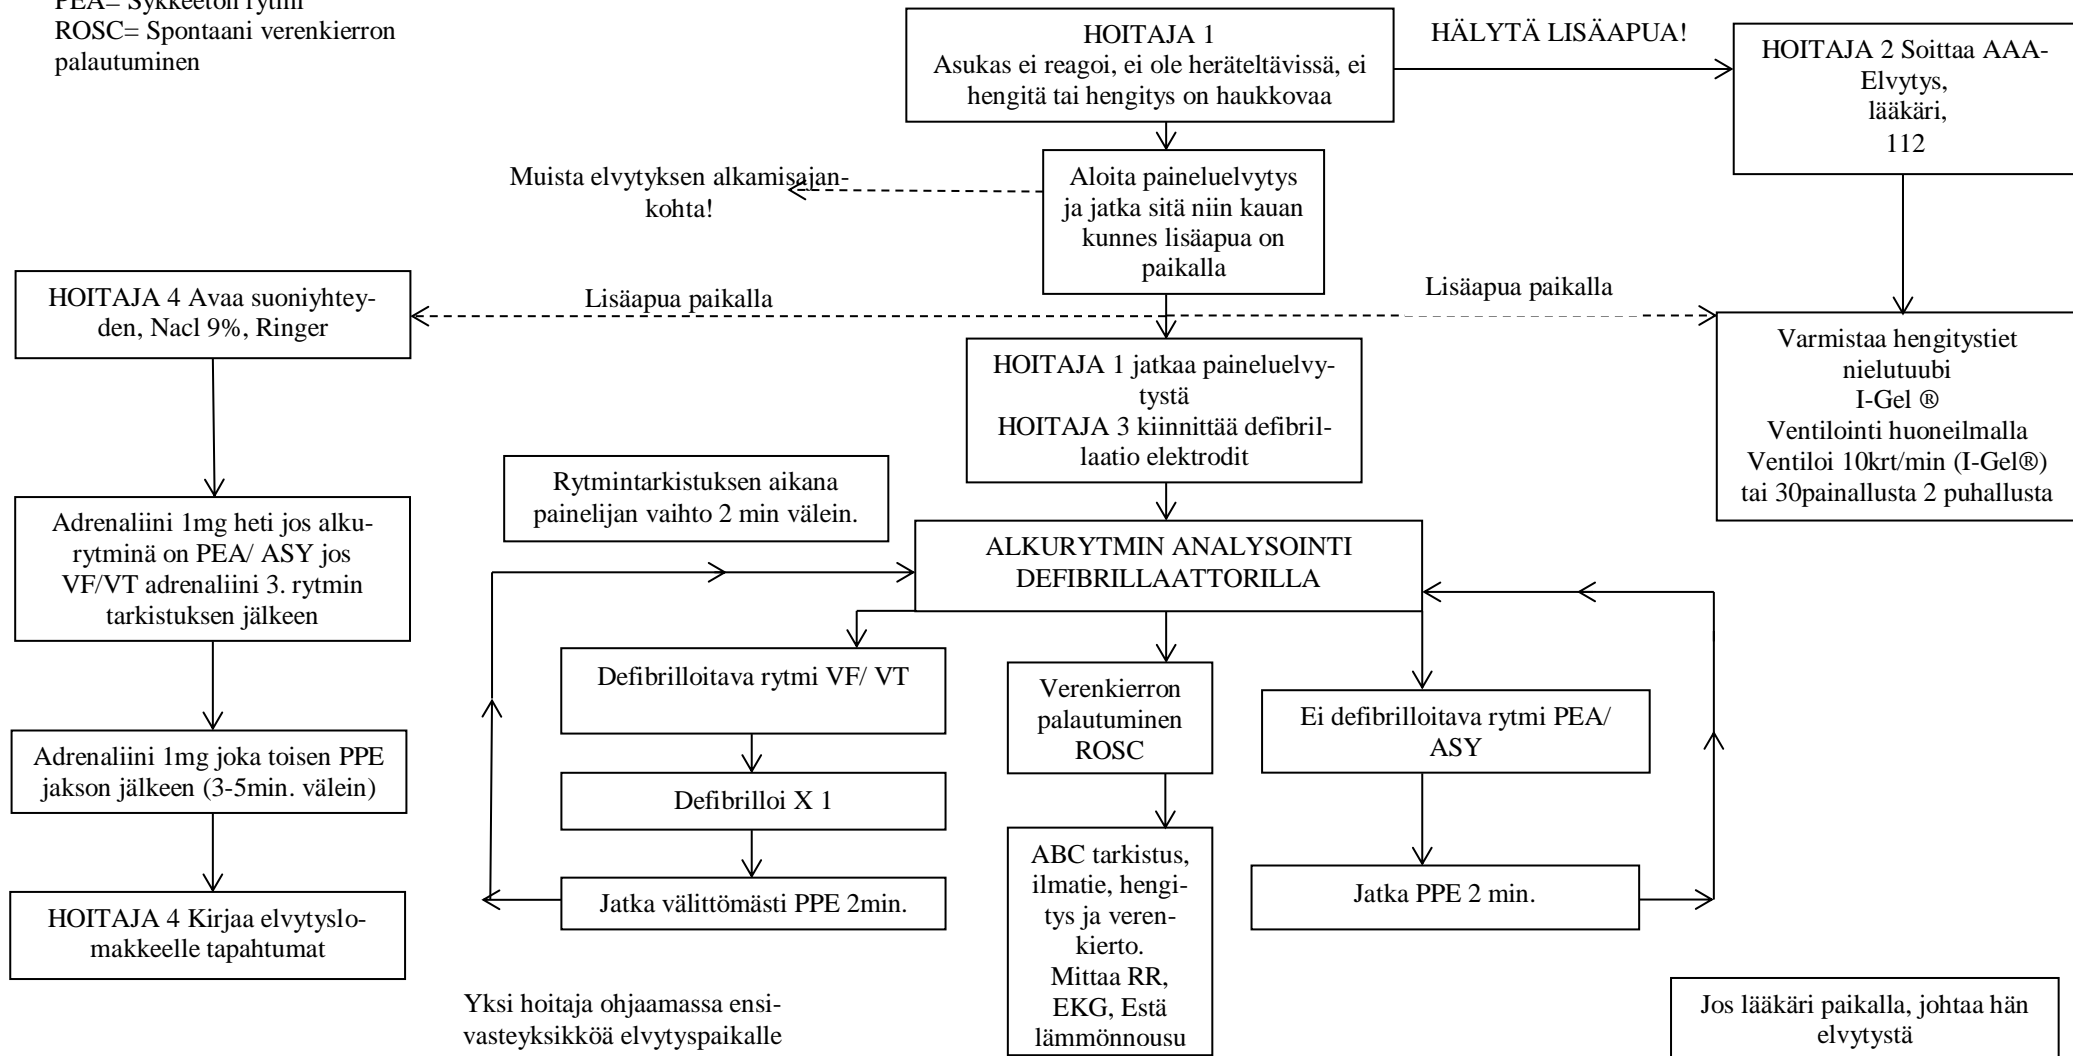 PEA= Sykkeetön rytmi
ROSC= Spontaani verenkierron
palautuminen
HOITAJA 1
Asukas ei reagoi, ei ole heräteltävissä, ei
hengitä tai hengitys on haukkovaa
HÄLYTÄ LISÄAPUA!
HOITAJA 2 Soittaa AAA-
Elvytys,
lääkäri,
112
Muista elvytyksen alkamisajan-
kohta!
Aloita paineluelvytys
ja jatka sitä niin kauan
kunnes lisäapua on
paikalla
HOITAJA 4 Avaa suoniyhtey-
den, Nacl 9%, Ringer
Lisäapua paikalla
Lisäapua paikalla
HOITAJA 1 jatkaa paineluelvy-
tystä
HOITAJA 3 kiinnittää defibril-
laatio elektrodit
Varmistaa hengitystiet
nielutuubi
I-Gel ®
Ventilointi huoneilmalla
Ventiloi 10krt/min (I-Gel®)
tai 30painallusta 2 puhallusta
Rytmintarkistuksen aikana
painelijan vaihto 2 min välein.
Adrenaliini 1mg heti jos alku-
rytminä on PEA/ ASY jos
VF/VT adrenaliini 3. rytmin
tarkistuksen jälkeen
ALKURYTMIN ANALYSOINTI
DEFIBRILLAATTORILLA
Defibrilloitava rytmi VF/ VT
Verenkierron
palautuminen
ROSC
Ei defibrilloitava rytmi PEA/
ASY
Adrenaliini 1mg joka toisen PPE
jakson jälkeen (3-5min. välein)
Defibrilloi X 1
ABC tarkistus,
ilmatie, hengi-
tys ja veren-
kierto.
Mittaa RR,
EKG, Estä
lämmönnousu
Jatka välittömästi PPE 2min.
Jatka PPE 2 min.
HOITAJA 4 Kirjaa elvytyslo-
makkeelle tapahtumat
Yksi hoitaja ohjaamassa ensi-
vasteyksikköä elvytyspaikalle
Jos lääkäri paikalla, johtaa hän
elvytystä